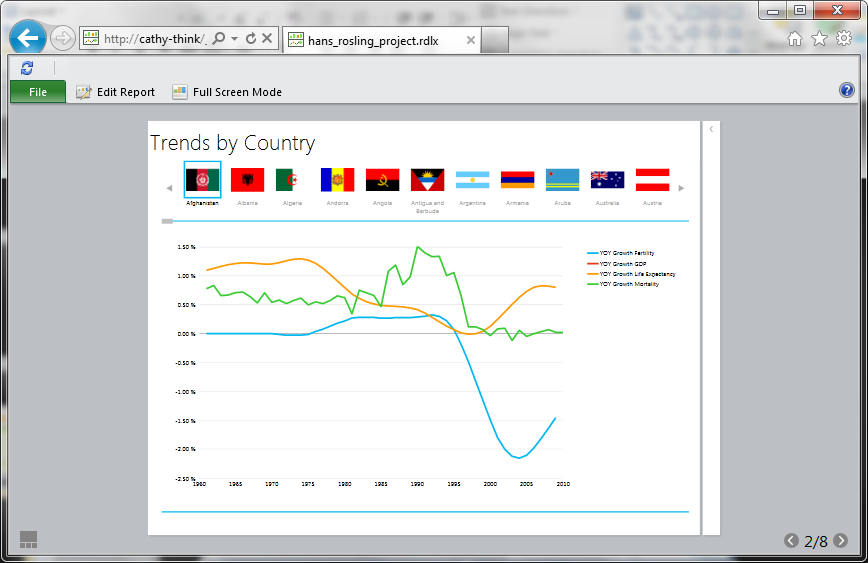 http://cathy-think/_
hans_rosling_project.rdlx
File
Edit Report
Full Screen Mode
Trends by Country
Afghanistan
Albania
Algeria
Andorra
Angola
Antigua and
Barbuda
Argentina
Armenia
Aruba
Australia
Austria
1.50 %
1.00 %
0.50 %
0.00 %
-0.50 %
-1.00 %
-1.50 %
-2.00 %
-2.50 %
1960
1965
1970
1975
1980
1985
1990
1995
2000
2005
2010
YOY Growth Fertility
YOY Growth GDP
YOY Growth Life Expectancy
YOY Growth Mortality
2/8